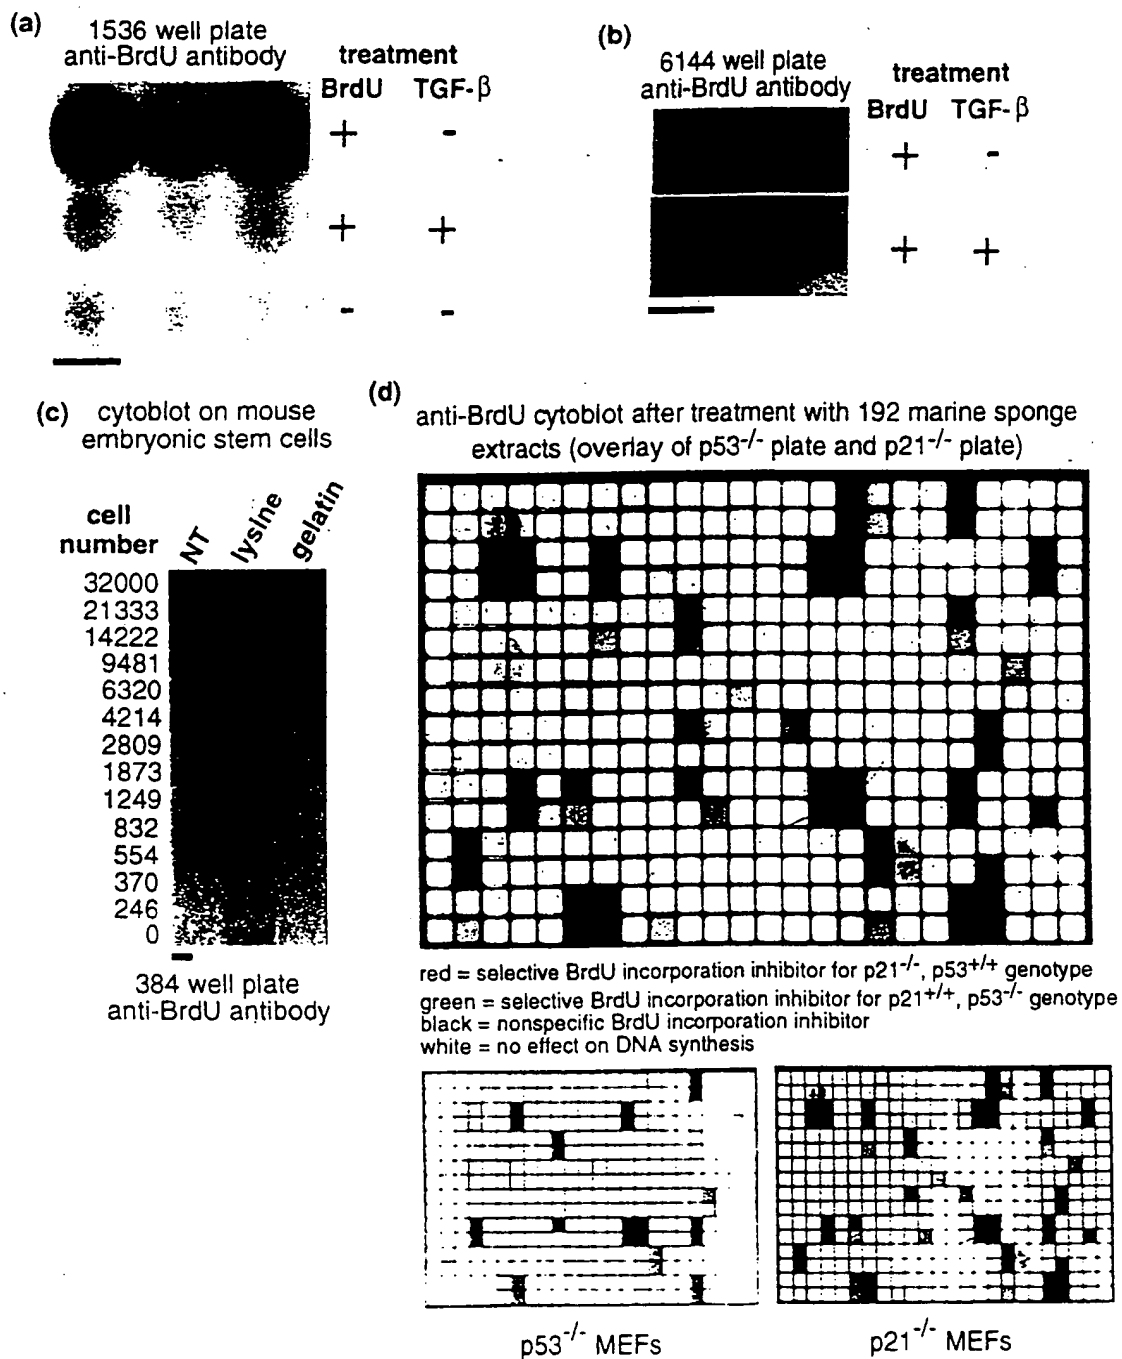 (a)
1536 well plate
anti-BrdU antibody
treatment
BrdU TGF-β
+ -
+ +
- -
(b)
6144 well plate
anti-BrdU antibody
treatment
BrdU TGF-β
+ -
+ +
(c) cytoblot on mouse
embryonic stem cells
cell
number
NT
lysine
gelatin
32000
21333
14222
9481
6320
4214
2809
1873
1249
832
554
370
246
0
384 well plate
anti-BrdU antibody
(d)
anti-BrdU cytoblot after treatment with 192 marine sponge
extracts (overlay of p53-/- plate and p21-/- plate)
red = selective BrdU incorporation inhibitor for p21-/-, p53+/+ genotype
green = selective BrdU incorporation inhibitor for p21+/+, p53-/- genotype
black = nonspecific BrdU incorporation inhibitor
white = no effect on DNA synthesis
p53-/- MEFs
p21-/- MEFs